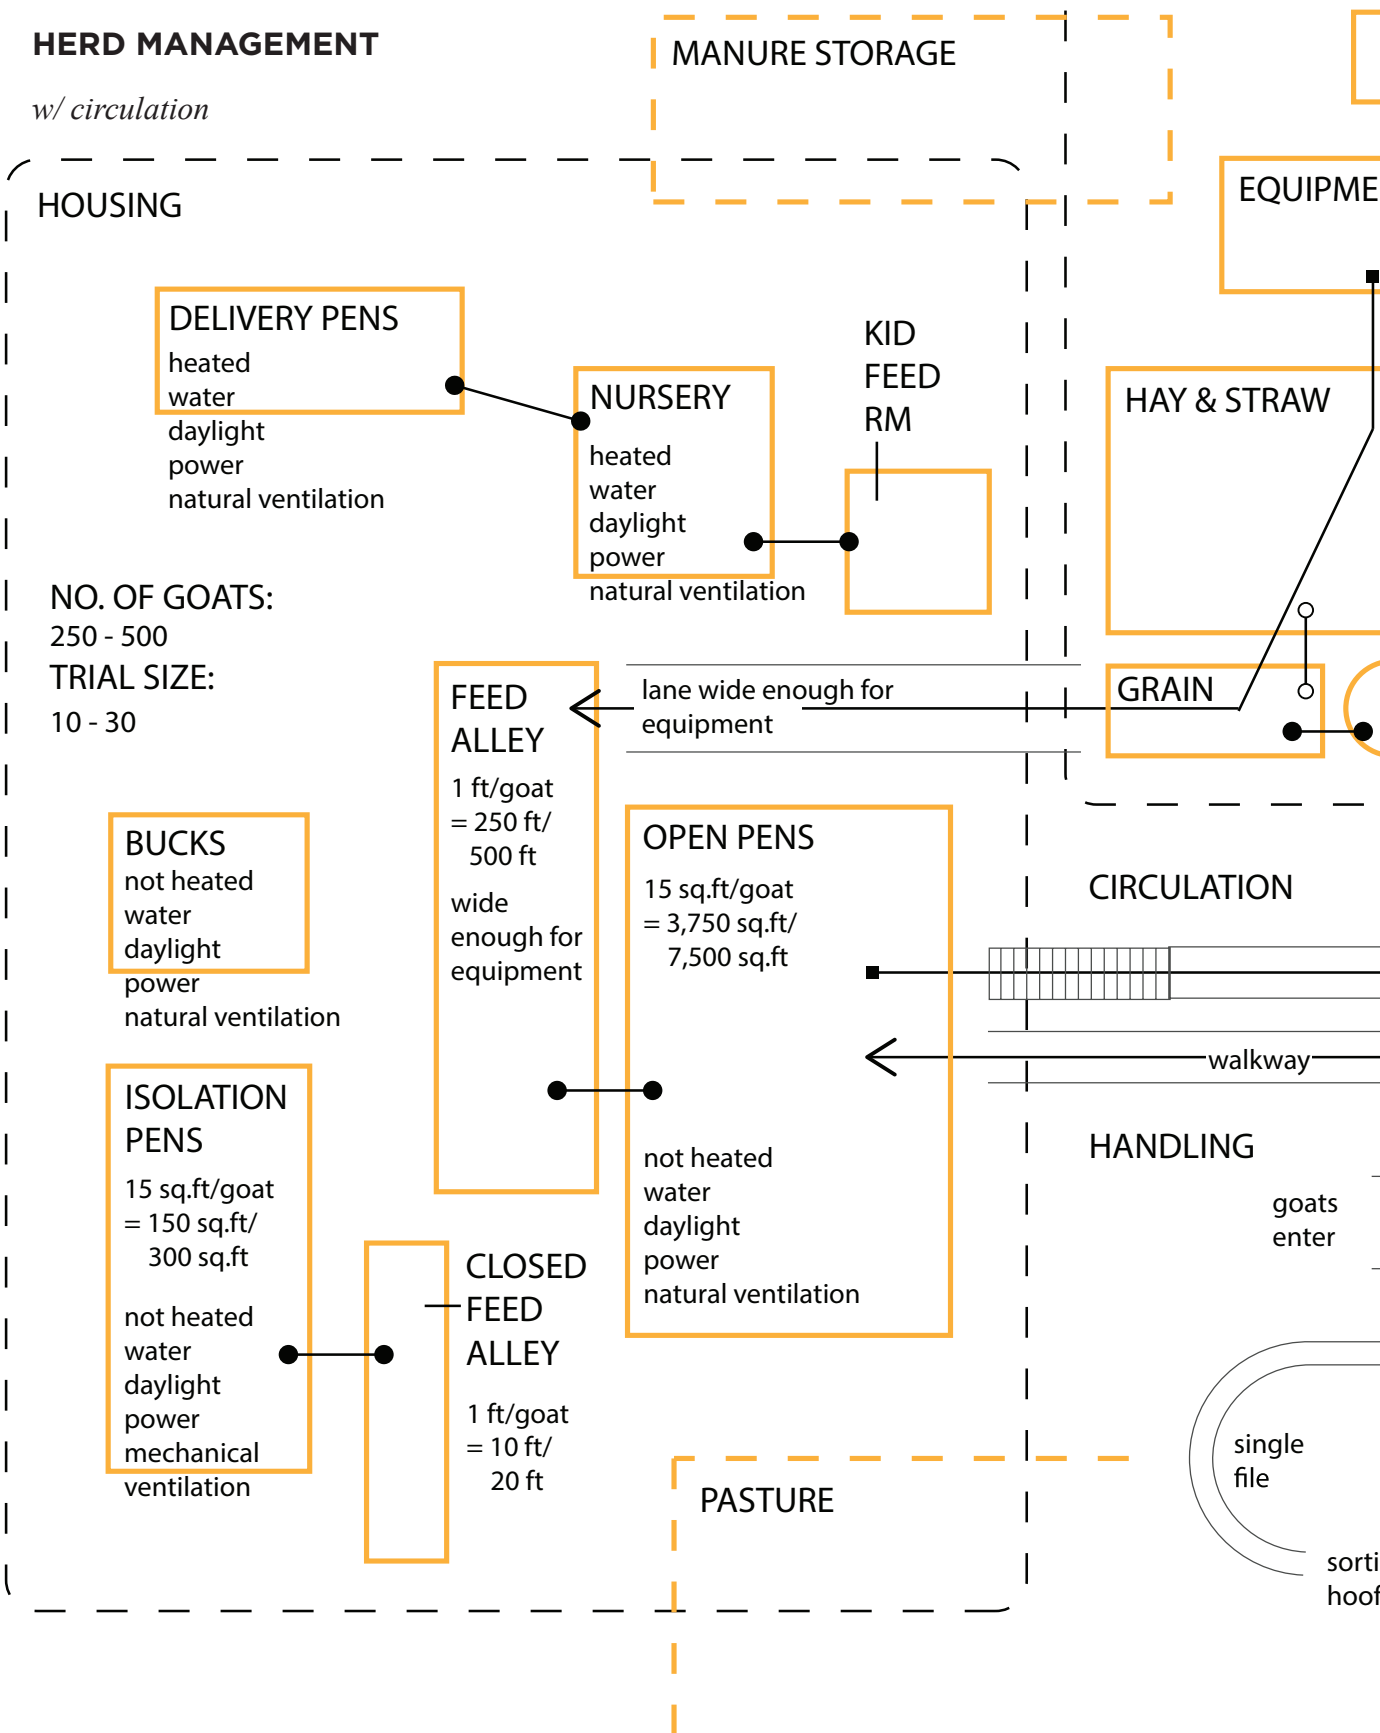 HERD MANAGEMENT
w/ circulation
MANURE STORAGE
HOUSING
EQUIPME
DELIVERY PENS
heated
water
daylight
power
natural ventilation
NURSERY
heated
water
daylight
power
natural ventilation
KID
FEED
RM
HAY & STRAW
NO. OF GOATS:
250 - 500
TRIAL SIZE:
10 - 30
FEED
ALLEY
1 ft/goat
= 250 ft/
500 ft
wide
enough for
equipment
lane wide enough for
equipment
GRAIN
BUCKS
not heated
water
daylight
power
natural ventilation
OPEN PENS
15 sq.ft/goat
= 3,750 sq.ft/
7,500 sq.ft
not heated
water
daylight
power
natural ventilation
CIRCULATION
walkway
ISOLATION
PENS
15 sq.ft/goat
= 150 sq.ft/
300 sq.ft
not heated
water
daylight
power
mechanical
ventilation
CLOSED
FEED
ALLEY
1 ft/goat
= 10 ft/
20 ft
HANDLING
goats
enter
single
file
sorti
hoof
PASTURE